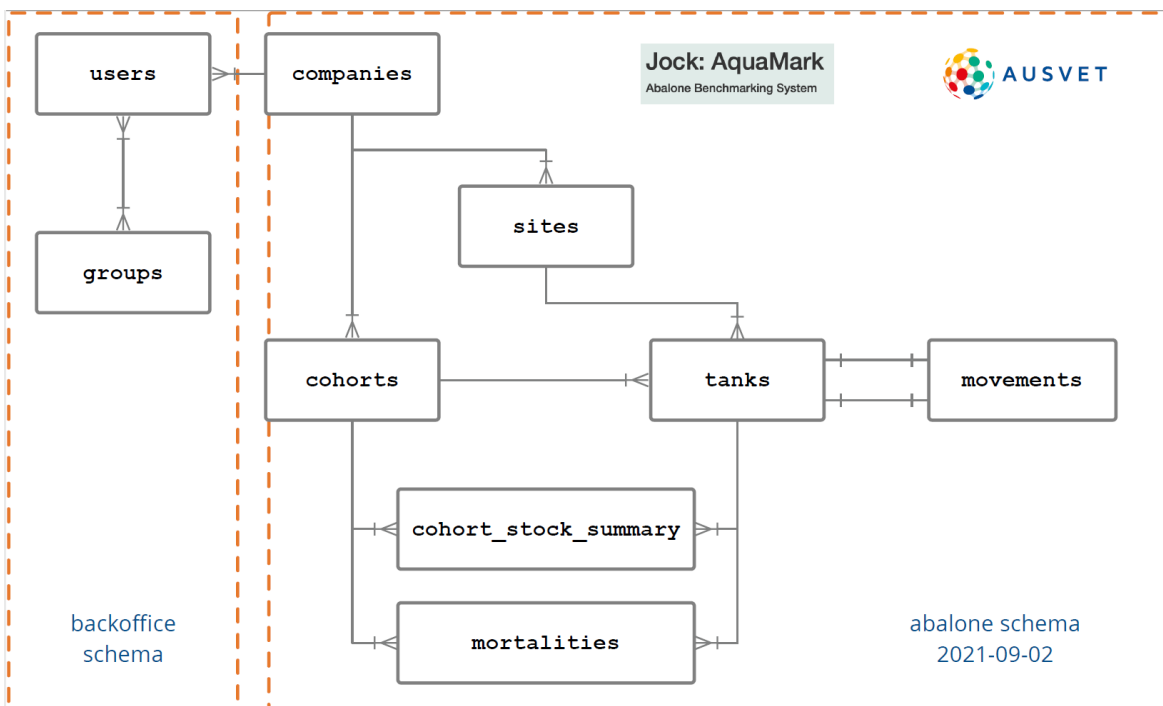 users
companies
Jock: AquaMark
Abalone Benchmarking System
AUSVET
sites
groups
cohorts
tanks
movements
cohort_stock_summary
mortalities
backoffice
schema
abalone schema
2021-09-02